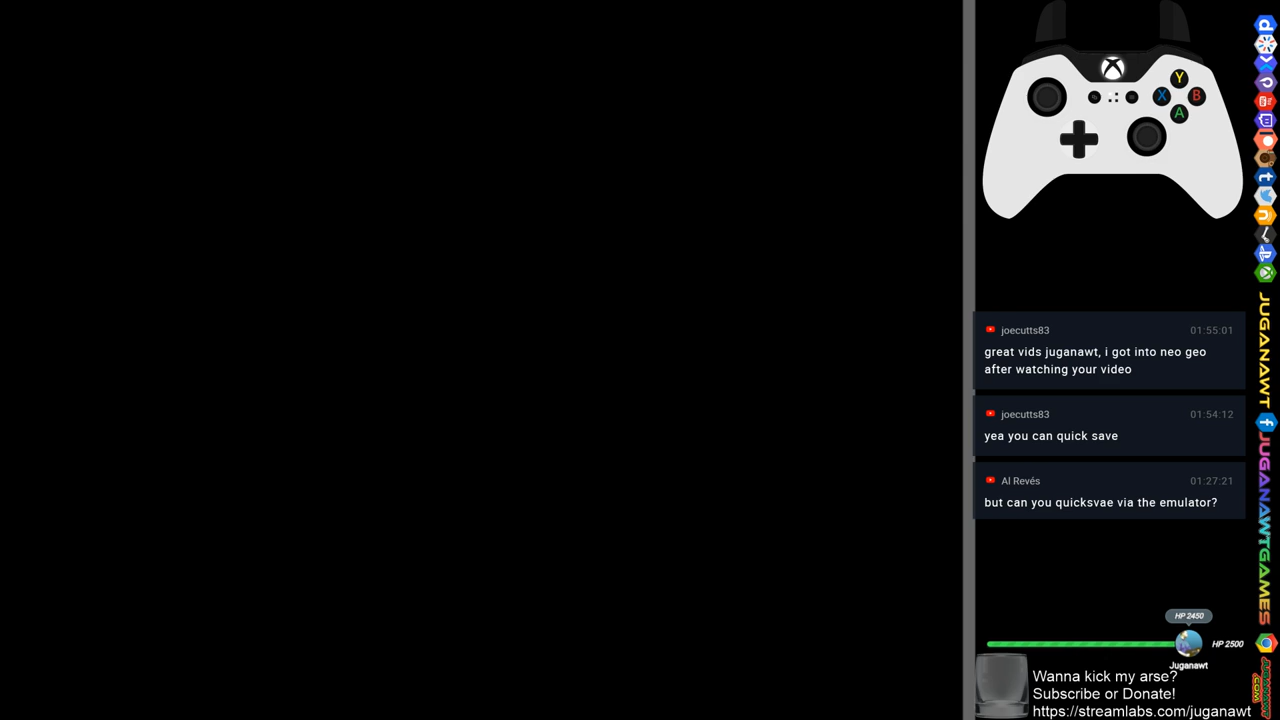 Y
X
B
A
joecutts83
01:55:01
great vids juganawt, i got into neo geo
after watching your video
joecutts83
01:54:12
yea you can quick save
Al Revés
01:27:21
but can you quicksvae via the emulator?
HP 2450
HP 2500
Juganawt
Wanna kick my arse?
Subscribe or Donate!
https://streamlabs.com/juganawt
JUGANAWT
JUGANAWTGAMES
JUGANAWT
.COM